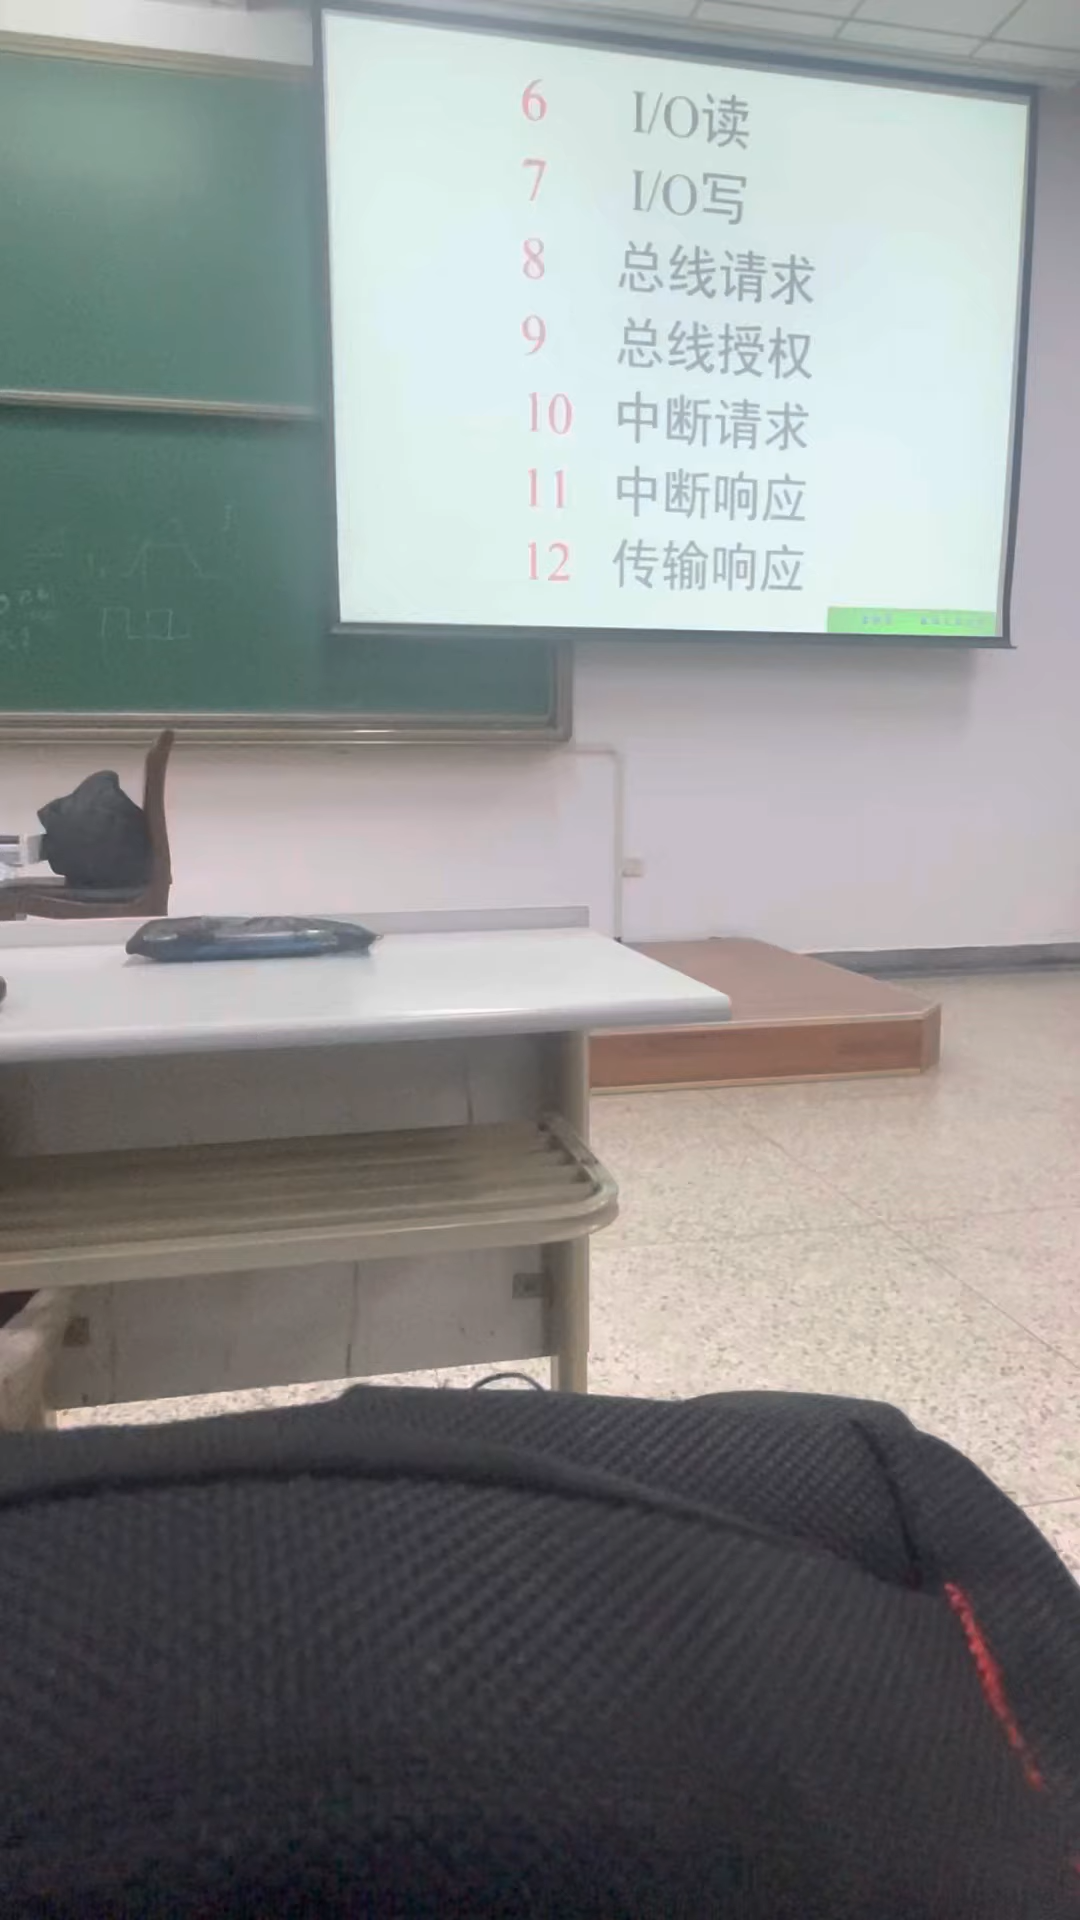 6 I/O读
7 I/O写
8 总线请求
9 总线授权
10 中断请求
11 中断响应
12 传输响应